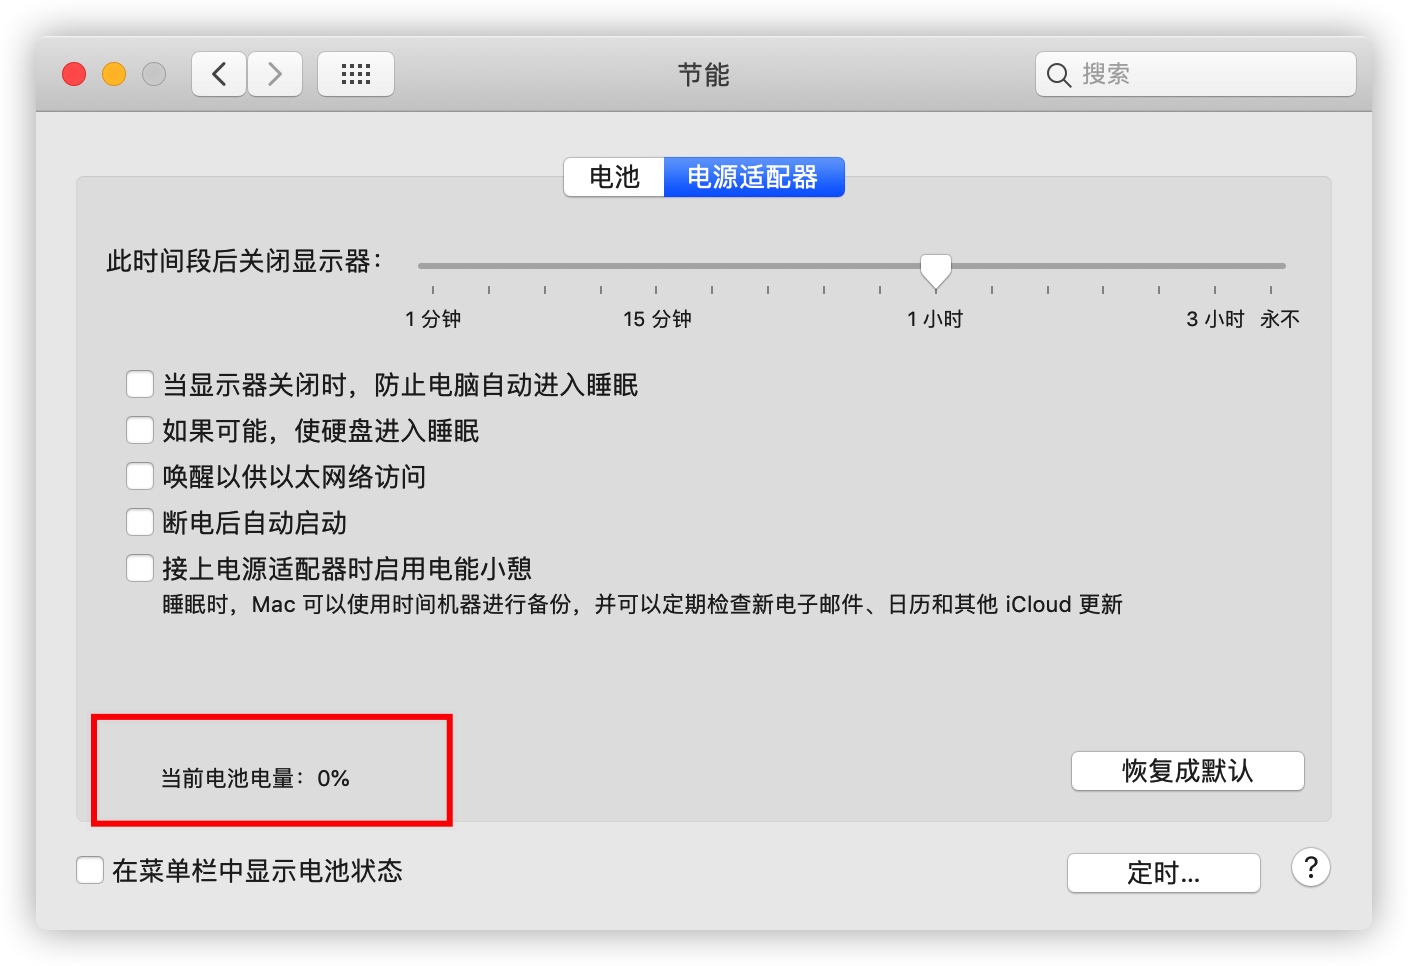 节能
搜索
电池 电源适配器
此时间段后关闭显示器：
1 分钟 15 分钟 1 小时 3 小时 永不
当显示器关闭时，防止电脑自动进入睡眠
如果可能，使硬盘进入睡眠
唤醒以供以太网络访问
断电后自动启动
接上电源适配器时启用电能小憩
睡眠时，Mac 可以使用时间机器进行备份，并可以定期检查新电子邮件、日历和其他 iCloud 更新
当前电池电量：0%
恢复成默认
在菜单栏中显示电池状态
定时...
?